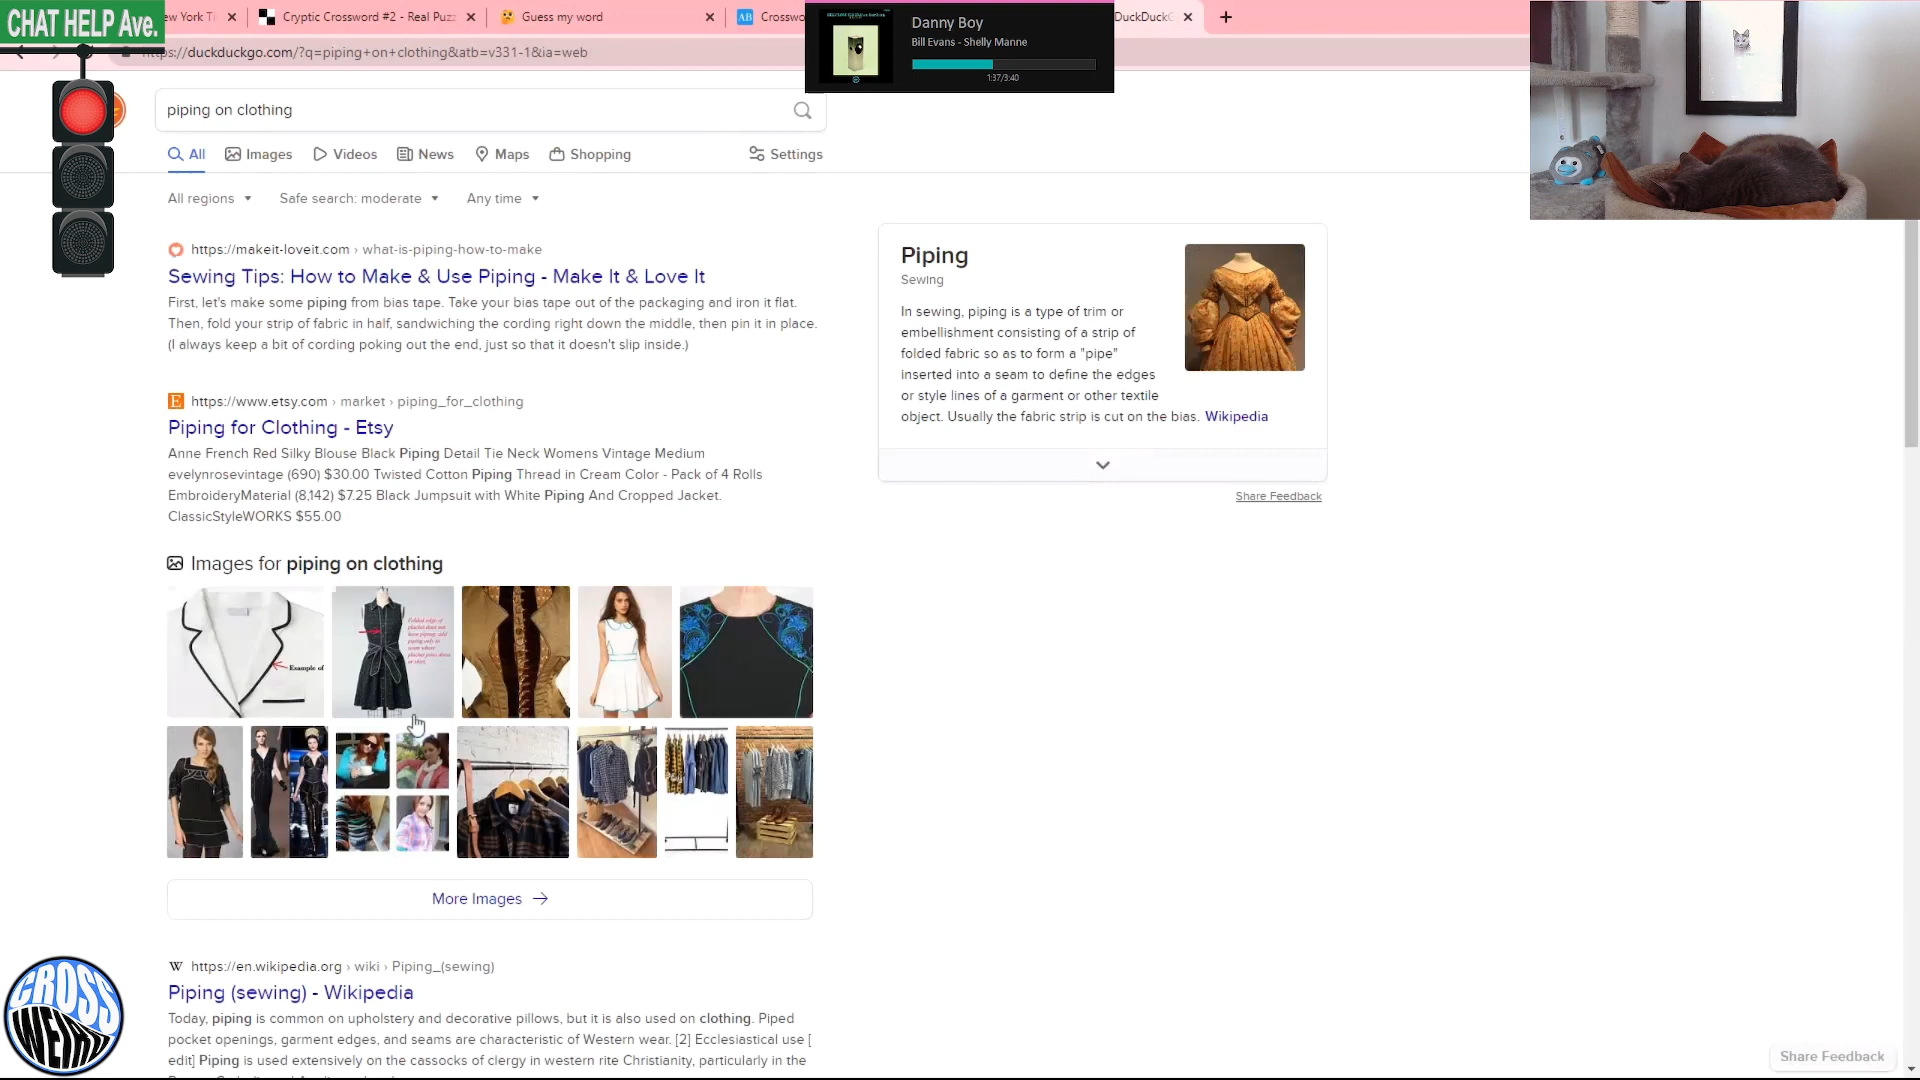 CHAT HELP Ave.
ew York Ti
Cryptic Crossword #2 - Real Puzz
Guess my word
Crosswo
DuckDuckG
https://duckduckgo.com/?q=piping+on+clothing&atb=v331-1&ia=web
Danny Boy
Bill Evans - Shelly Manne
1:37/3:40
piping on clothing
All
Images
Videos
News
Maps
Shopping
Settings
All regions
Safe search: moderate
Any time
https://makeit-loveit.com › what-is-piping-how-to-make
Sewing Tips: How to Make & Use Piping - Make It & Love It
First, let's make some piping from bias tape. Take your bias tape out of the packaging and iron it flat.
Then, fold your strip of fabric in half, sandwiching the cording right down the middle, then pin it in place.
(I always keep a bit of cording poking out the end, just so that it doesn't slip inside.)
https://www.etsy.com › market › piping_for_clothing
Piping for Clothing - Etsy
Anne French Red Silky Blouse Black Piping Detail Tie Neck Womens Vintage Medium
evelynrosevintage (690) $30.00 Twisted Cotton Piping Thread in Cream Color - Pack of 4 Rolls
EmbroideryMaterial (8,142) $7.25 Black Jumpsuit with White Piping And Cropped Jacket.
ClassicStyleWORKS $55.00
Images for piping on clothing
Example of
More Images
W https://en.wikipedia.org › wiki › Piping_(sewing)
Piping (sewing) - Wikipedia
Today, piping is common on upholstery and decorative pillows, but it is also used on clothing. Piped
pocket openings, garment edges, and seams are characteristic of Western wear. [2] Ecclesiastical use [
edit] Piping is used extensively on the cassocks of clergy in western rite Christianity, particularly in the
Piping
Sewing
In sewing, piping is a type of trim or
embellishment consisting of a strip of
folded fabric so as to form a "pipe"
inserted into a seam to define the edges
or style lines of a garment or other textile
object. Usually the fabric strip is cut on the bias. Wikipedia
Share Feedback
Share Feedback
CROSS
WEIRD